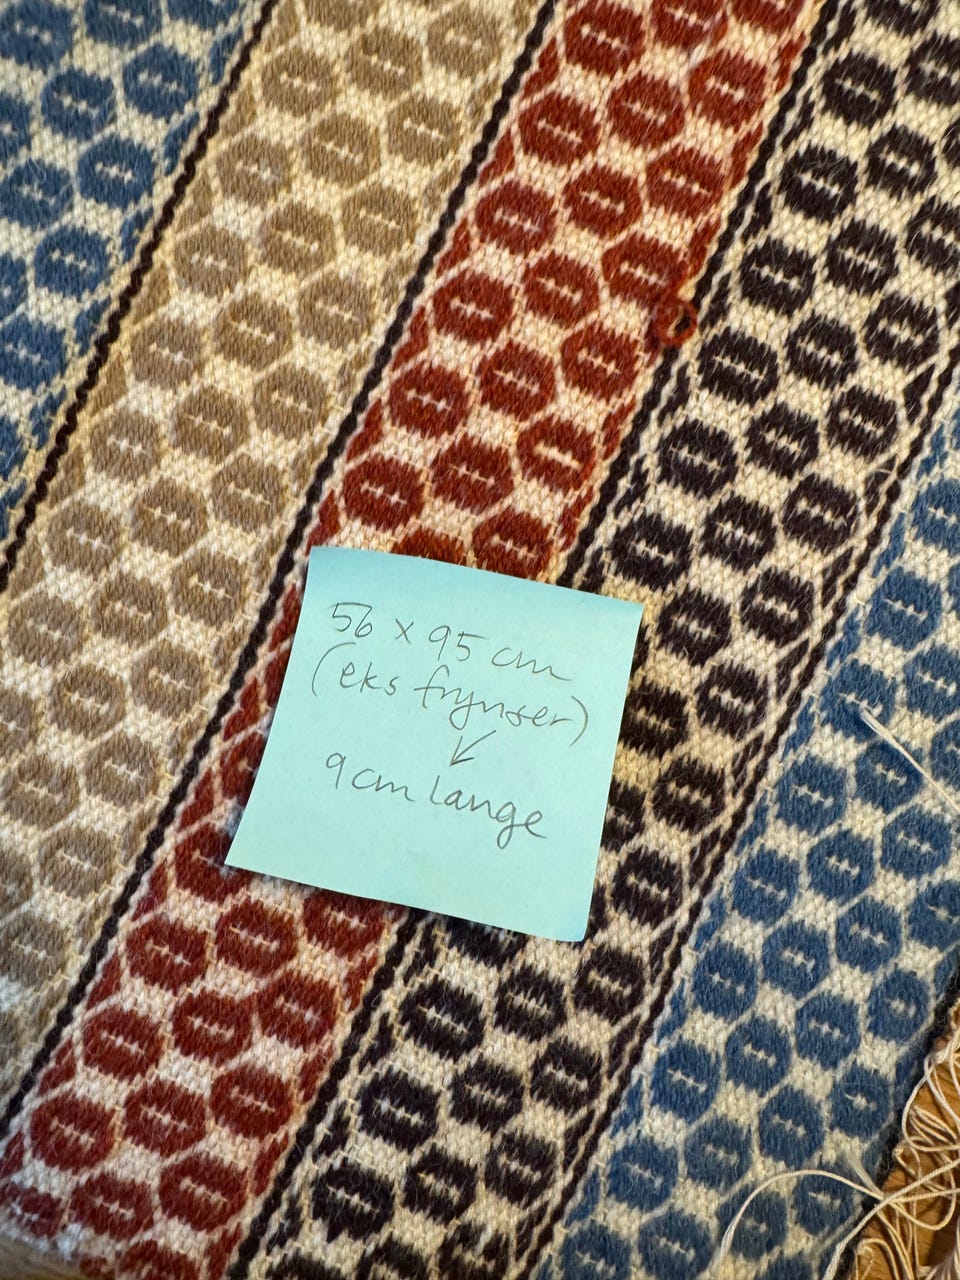 56 x 95 cm
(eks frynser)
↙
9 cm lange